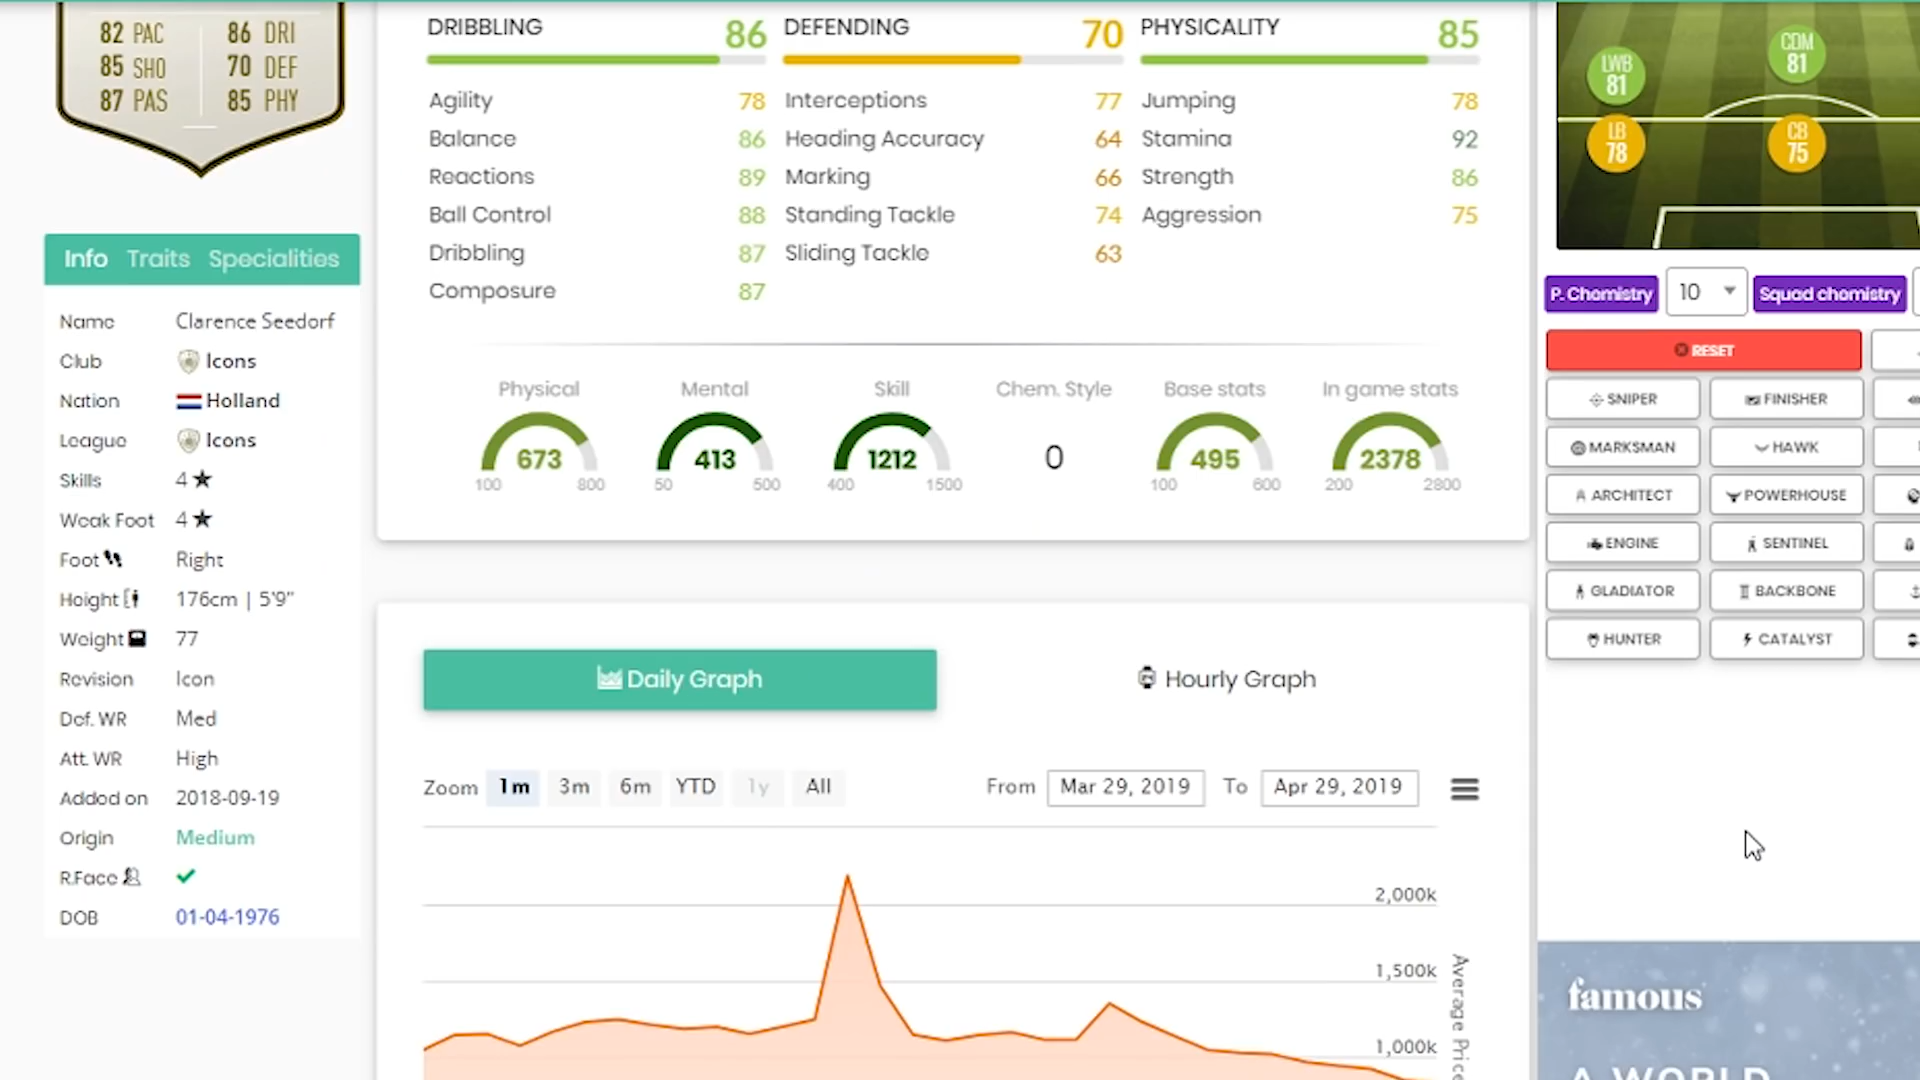 82 PAC 86 DRI
85 SHO 70 DEF
87 PAS 85 PHY
Info Traits Specialities
Name Clarence Seedorf
Club Icons
Nation Holland
League Icons
Skills 4
Weak Foot 4
Foot Right
Height 176cm | 5'9"
Weight 77
Revision Icon
Def. WR Med
Att. WR High
Added on 2018-09-19
Origin Medium
R.Face
DOB 01-04-1976
DRIBBLING 86
Agility 78
Balance 86
Reactions 89
Ball Control 88
Dribbling 87
Composure 87
DEFENDING 70
Interceptions 77
Heading Accuracy 64
Marking 66
Standing Tackle 74
Sliding Tackle 63
PHYSICALITY 85
Jumping 78
Stamina 92
Strength 86
Aggression 75
Physical Mental Skill Chem. Style Base stats In game stats
673 413 1212 0 495 2378
100 800 50 500 400 1500 100 600 200 2800
Daily Graph Hourly Graph
Zoom 1m 3m 6m YTD 1y All From Mar 29, 2019 To Apr 29, 2019
2,000k
1,500k
1,000k
Average Price
LWB
81
CDM
81
LB
78
CB
75
P. Chemistry 10 Squad chemistry
RESET
SNIPER FINISHER
MARKSMAN HAWK
ARCHITECT POWERHOUSE
ENGINE SENTINEL
GLADIATOR BACKBONE
HUNTER CATALYST
famous
A WORLD